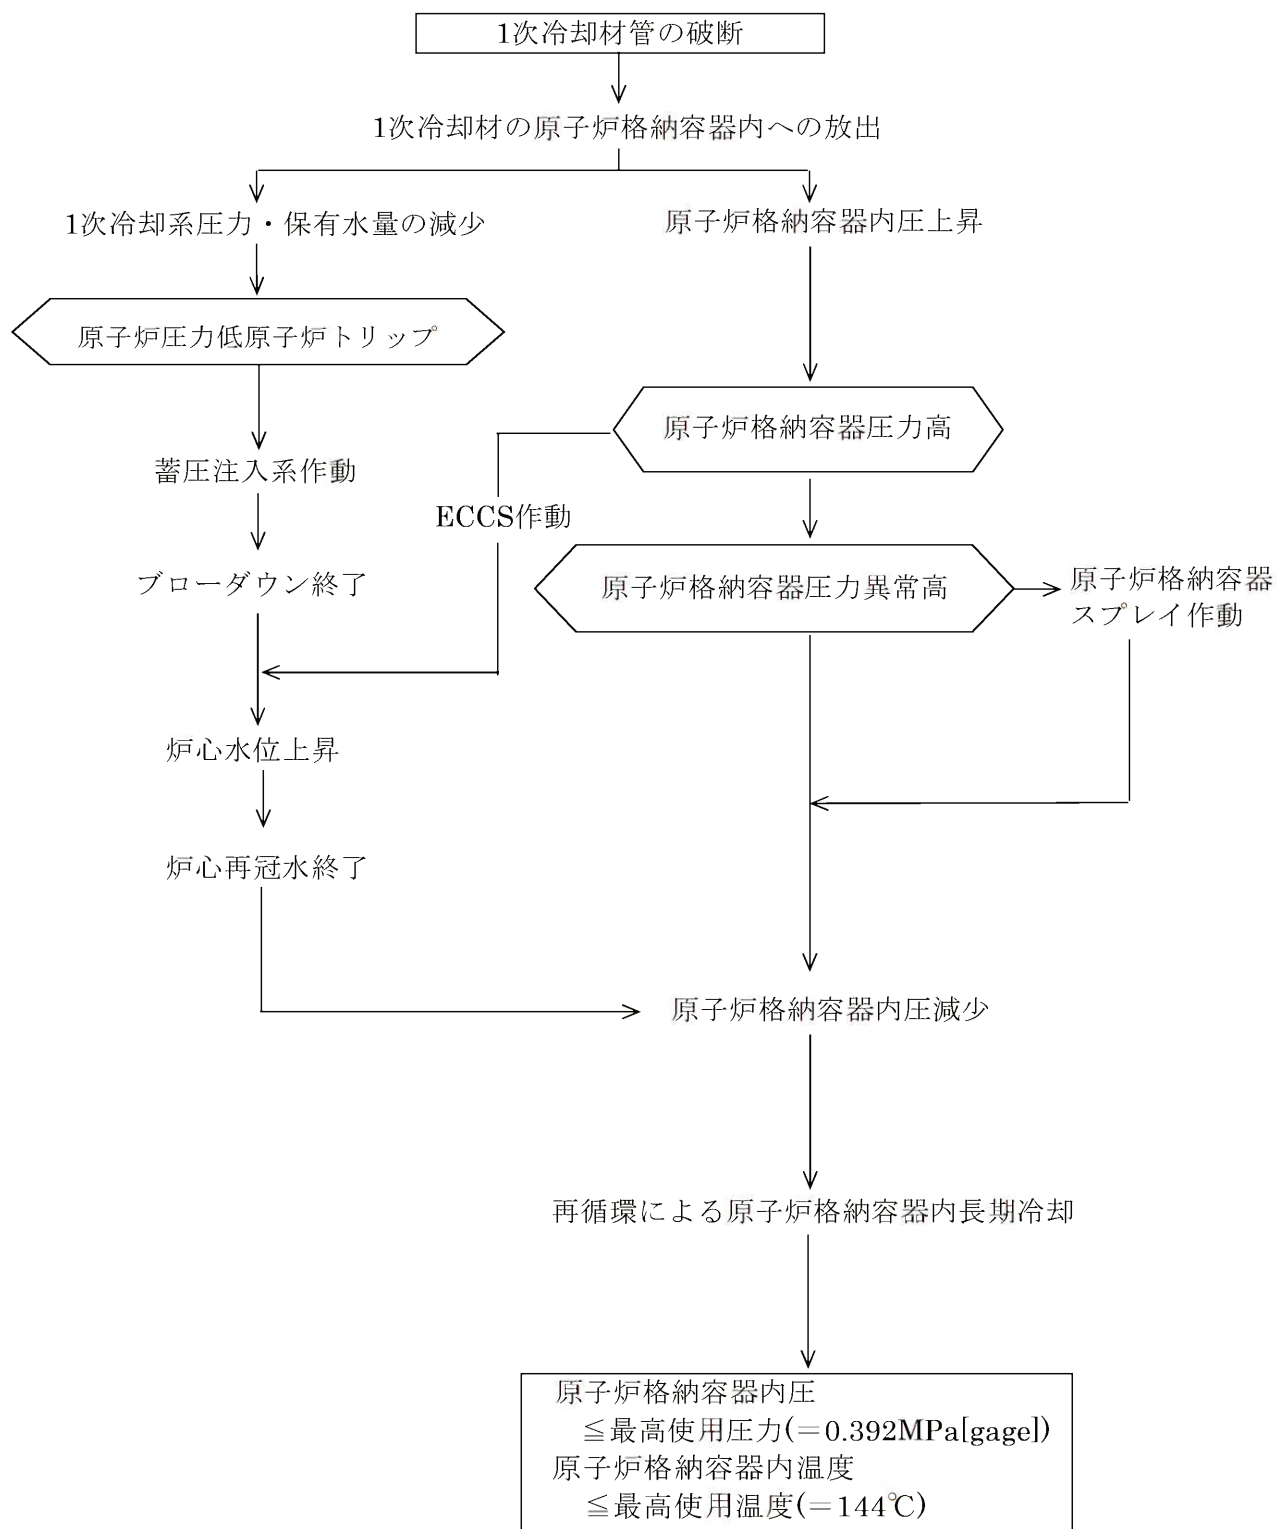 1次冷却材管の破断
1次冷却材の原子炉格納容器内への放出
1次冷却系圧力・保有水量の減少
原子炉格納容器内圧上昇
原子炉圧力低原子炉トリップ
原子炉格納容器圧力高
蓄圧注入系作動
ECCS作動
ブローダウン終了
原子炉格納容器圧力異常高
原子炉格納容器
スプレイ作動
炉心水位上昇
炉心再冠水終了
原子炉格納容器内圧減少
再循環による原子炉格納容器内長期冷却
原子炉格納容器内圧
≦最高使用圧力(=0.392MPa[gage])
原子炉格納容器内温度
≦最高使用温度(=144℃)